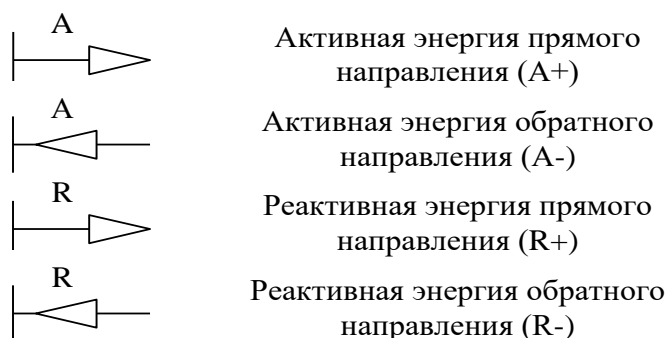 A
Активная энергия прямого
направления (А+)
A
Активная энергия обратного
направления (А-)
R
Реактивная энергия прямого
направления (R+)
R
Реактивная энергия обратного
направления (R-)